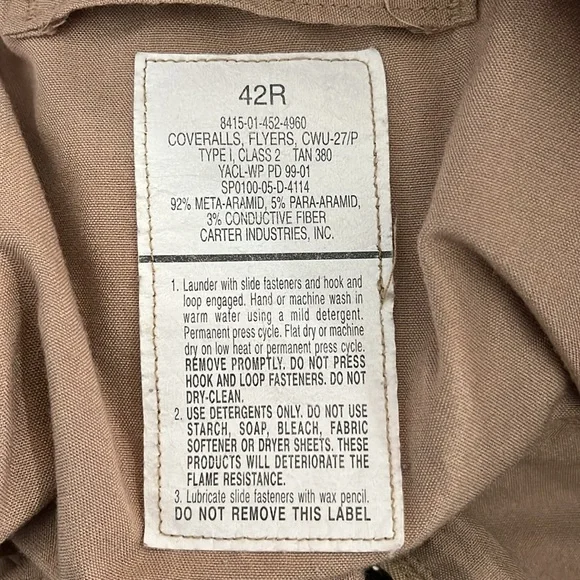 42R
8415-01-452-4960
COVERALLS, FLYERS, CWU-27/P
TYPE I, CLASS 2 TAN 380
YACL-WP PD 99-01
SP0100-05-D-4114
92% META-ARAMID, 5% PARA-ARAMID,
3% CONDUCTIVE FIBER
CARTER INDUSTRIES, INC.
1. Launder with slide fasteners and hook and
loop engaged. Hand or machine wash in
warm water using a mild detergent.
Permanent press cycle. Flat dry or machine
dry on low heat or permanent press cycle.
REMOVE PROMPTLY. DO NOT PRESS
HOOK AND LOOP FASTENERS. DO NOT
DRY-CLEAN.
2. USE DETERGENTS ONLY. DO NOT USE
STARCH, SOAP, BLEACH, FABRIC
SOFTENER OR DRYER SHEETS. THESE
PRODUCTS WILL DETERIORATE THE
FLAME RESISTANCE.
3. Lubricate slide fasteners with wax pencil.
DO NOT REMOVE THIS LABEL